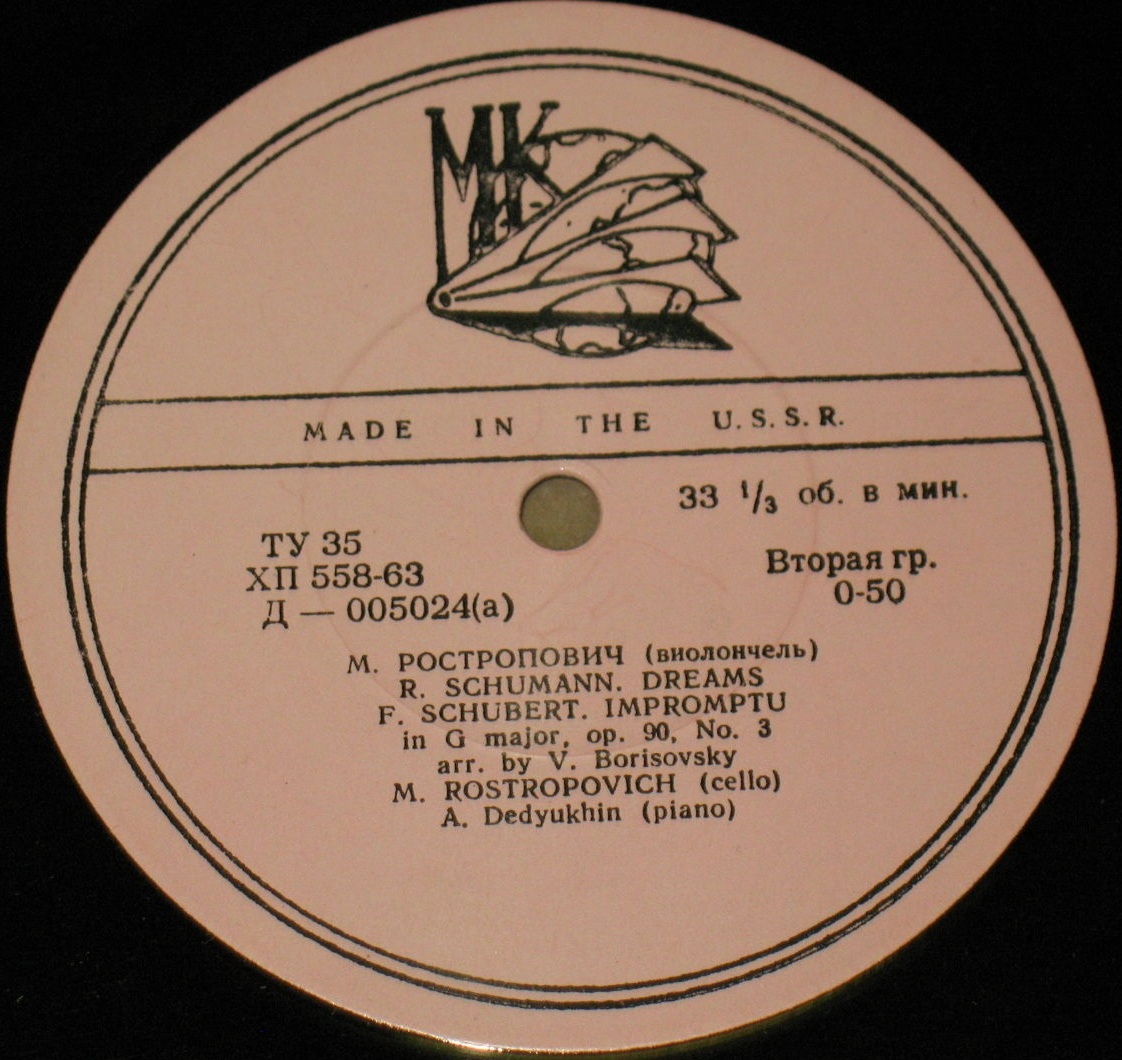 МК
MADE IN THE U.S.S.R.
33 1/3 об. в мин.
ТУ 35
ХП 558-63
Д — 005024(а)
Вторая гр.
0-50
М. РОСТРОПОВИЧ (виолончель)
R. SCHUMANN. DREAMS
F. SCHUBERT. IMPROMPTU
in G major, op. 90, No. 3
arr. by V. Borisovsky
M. ROSTROPOVICH (cello)
A. Dedyukhin (piano)